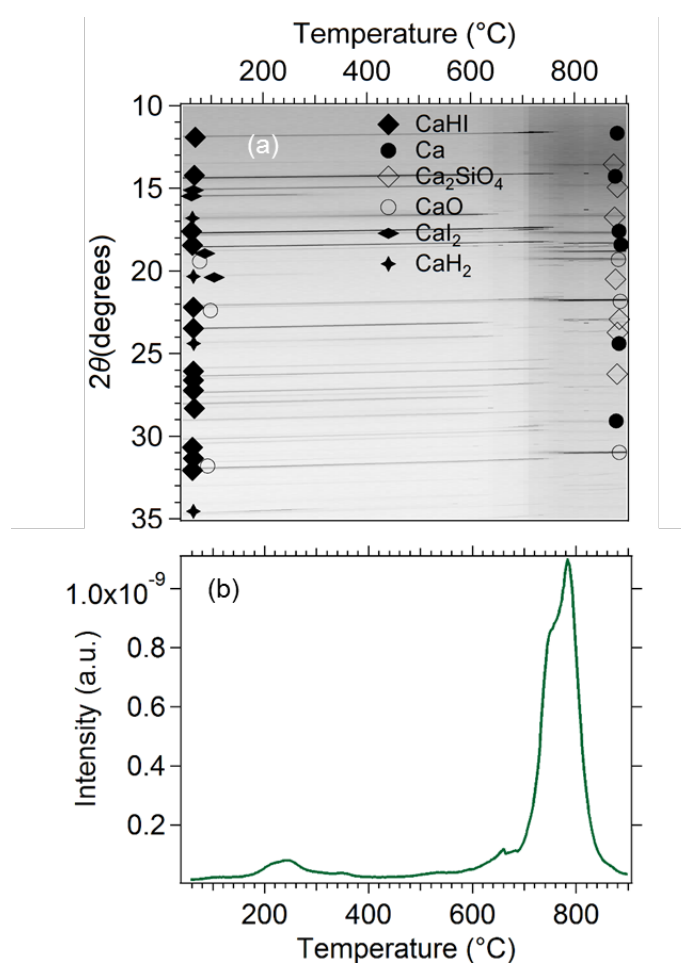 Temperature (°C)
200 400 600 800
10
15
20
25
30
35
2θ(degrees)
(a)
CaHI
Ca
Ca₂SiO₄
CaO
CaI₂
CaH₂
(b)
1.0x10⁻⁹
0.8
0.6
0.4
0.2
Intensity (a.u.)
200 400 600 800
Temperature (°C)